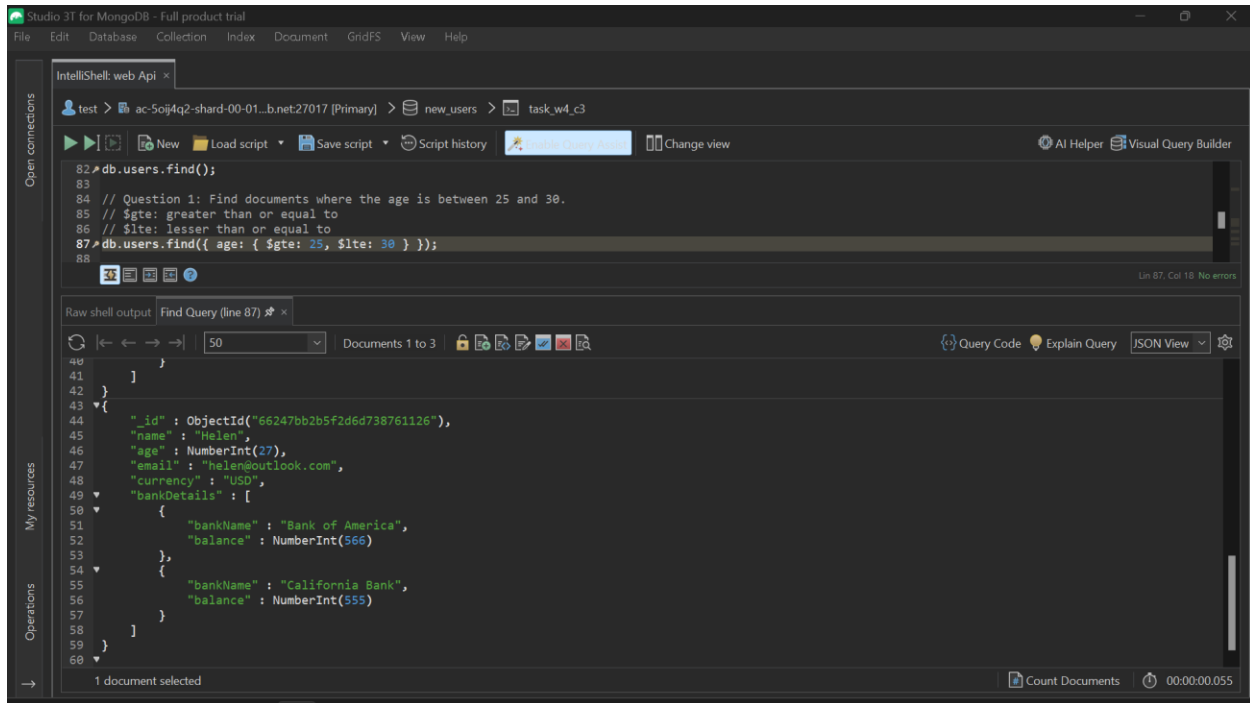 Studio 3T for MongoDB - Full product trial
File Edit Database Collection Index Document GridFS View Help
Open connections
My resources
Operations
IntelliShell: web Api ×
test > ac-5oij4q2-shard-00-01...b.net:27017 [Primary] > new_users > task_w4_c3
New Load script Save script Script history Enable Query Assist Change view AI Helper Visual Query Builder
82 db.users.find();
83
84 // Question 1: Find documents where the age is between 25 and 30.
85 // $gte: greater than or equal to
86 // $lte: lesser than or equal to
87 db.users.find({ age: { $gte: 25, $lte: 30 } });
88
Lin 87, Col 18 No errors
Raw shell output Find Query (line 87) ×
50 Documents 1 to 3 Query Code Explain Query JSON View
40 }
41 ]
42 }
43 {
44 "_id" : ObjectId("66247bb2b5f2d6d738761126"),
45 "name" : "Helen",
46 "age" : NumberInt(27),
47 "email" : "helen@outlook.com",
48 "currency" : "USD",
49 "bankDetails" : [
50 {
51 "bankName" : "Bank of America",
52 "balance" : NumberInt(566)
53 },
54 {
55 "bankName" : "California Bank",
56 "balance" : NumberInt(555)
57 }
58 ]
59 }
60
1 document selected Count Documents 00:00:00.055